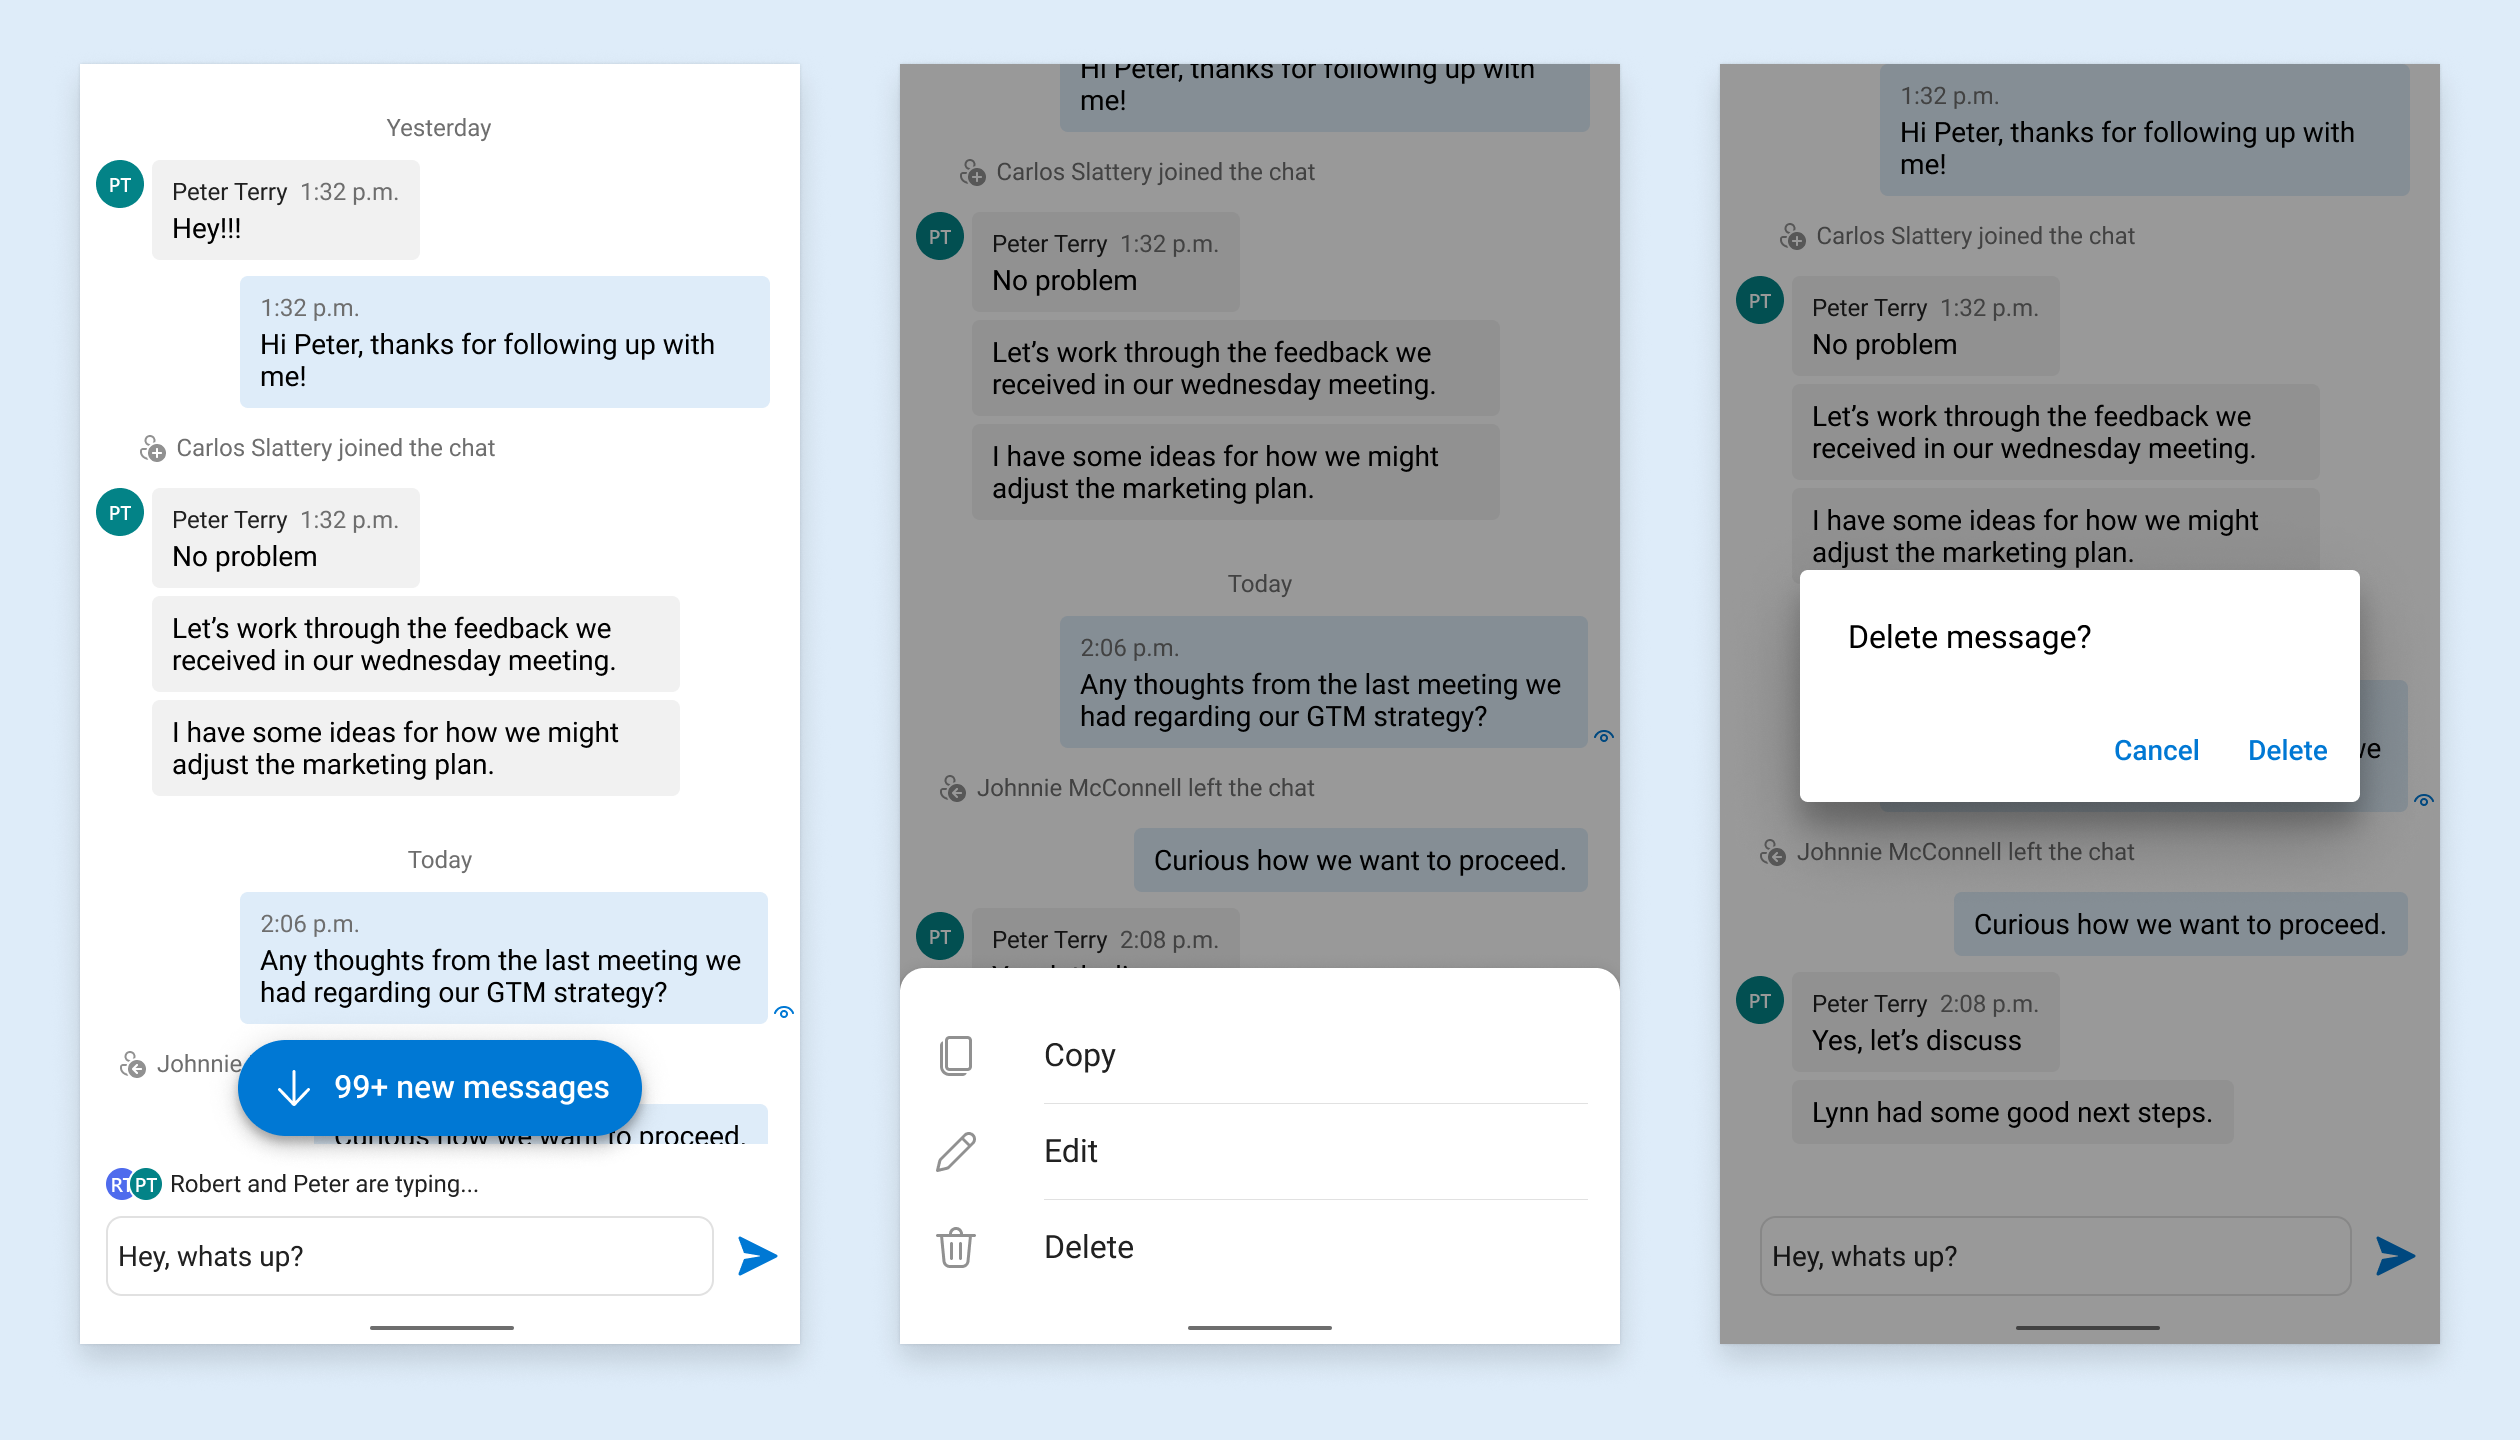 Yesterday
PT
Peter Terry 1:32 p.m.
Hey!!!
1:32 p.m.
Hi Peter, thanks for following up with
me!
Carlos Slattery joined the chat
PT
Peter Terry 1:32 p.m.
No problem
Let’s work through the feedback we
received in our wednesday meeting.
I have some ideas for how we might
adjust the marketing plan.
Today
2:06 p.m.
Any thoughts from the last meeting we
had regarding our GTM strategy?
Johnnie
99+ new messages
Curious how we want to proceed.
RT PT Robert and Peter are typing...
Hey, whats up?
Hi Peter, thanks for following up with
me!
Carlos Slattery joined the chat
PT
Peter Terry 1:32 p.m.
No problem
Let’s work through the feedback we
received in our wednesday meeting.
I have some ideas for how we might
adjust the marketing plan.
Today
2:06 p.m.
Any thoughts from the last meeting we
had regarding our GTM strategy?
Johnnie McConnell left the chat
Curious how we want to proceed.
PT
Peter Terry 2:08 p.m.
Copy
Edit
Delete
1:32 p.m.
Hi Peter, thanks for following up with
me!
Carlos Slattery joined the chat
PT
Peter Terry 1:32 p.m.
No problem
Let’s work through the feedback we
received in our wednesday meeting.
I have some ideas for how we might
adjust the marketing plan.
Delete message?
Cancel Delete
Johnnie McConnell left the chat
Curious how we want to proceed.
PT
Peter Terry 2:08 p.m.
Yes, let’s discuss
Lynn had some good next steps.
Hey, whats up?